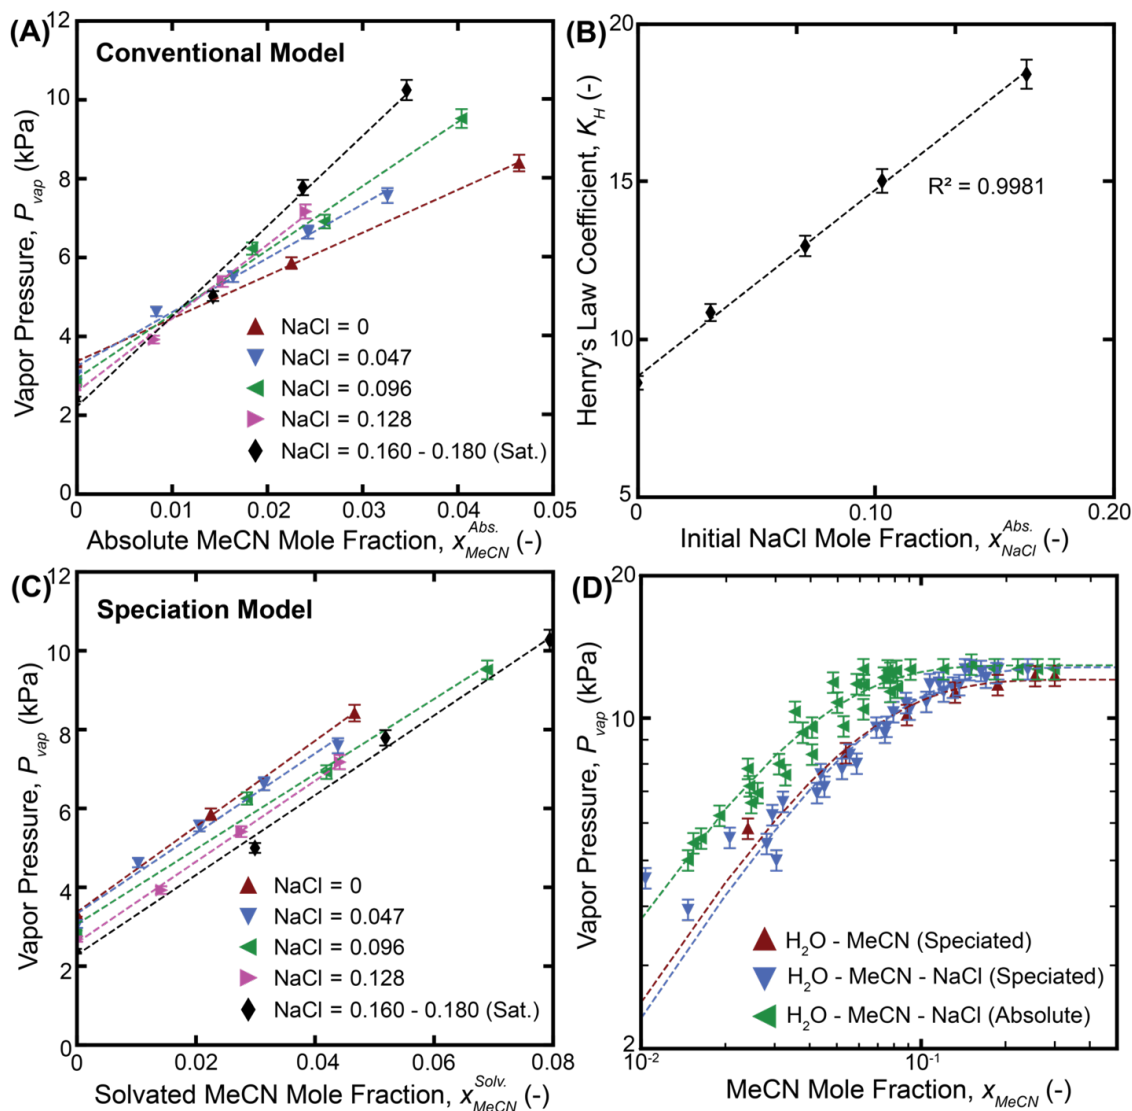 (A)
Conventional Model
12
10
8
6
4
2
0
Vapor Pressure, P_vap (kPa)
NaCl = 0
NaCl = 0.047
NaCl = 0.096
NaCl = 0.128
NaCl = 0.160 - 0.180 (Sat.)
0 0.01 0.02 0.03 0.04 0.05
Absolute MeCN Mole Fraction, x_MeCN^Abs. (-)
(B)
20
15
10
5
Henry's Law Coefficient, K_H (-)
R² = 0.9981
0 0.10 0.20
Initial NaCl Mole Fraction, x_NaCl^Abs. (-)
(C)
Speciation Model
12
10
8
6
4
2
0
Vapor Pressure, P_vap (kPa)
NaCl = 0
NaCl = 0.047
NaCl = 0.096
NaCl = 0.128
NaCl = 0.160 - 0.180 (Sat.)
0 0.02 0.04 0.06 0.08
Solvated MeCN Mole Fraction, x_MeCN^Solv. (-)
(D)
20
10
2
Vapor Pressure, P_vap (kPa)
H₂O - MeCN (Speciated)
H₂O - MeCN - NaCl (Speciated)
H₂O - MeCN - NaCl (Absolute)
10⁻² 10⁻¹
MeCN Mole Fraction, x_MeCN (-)